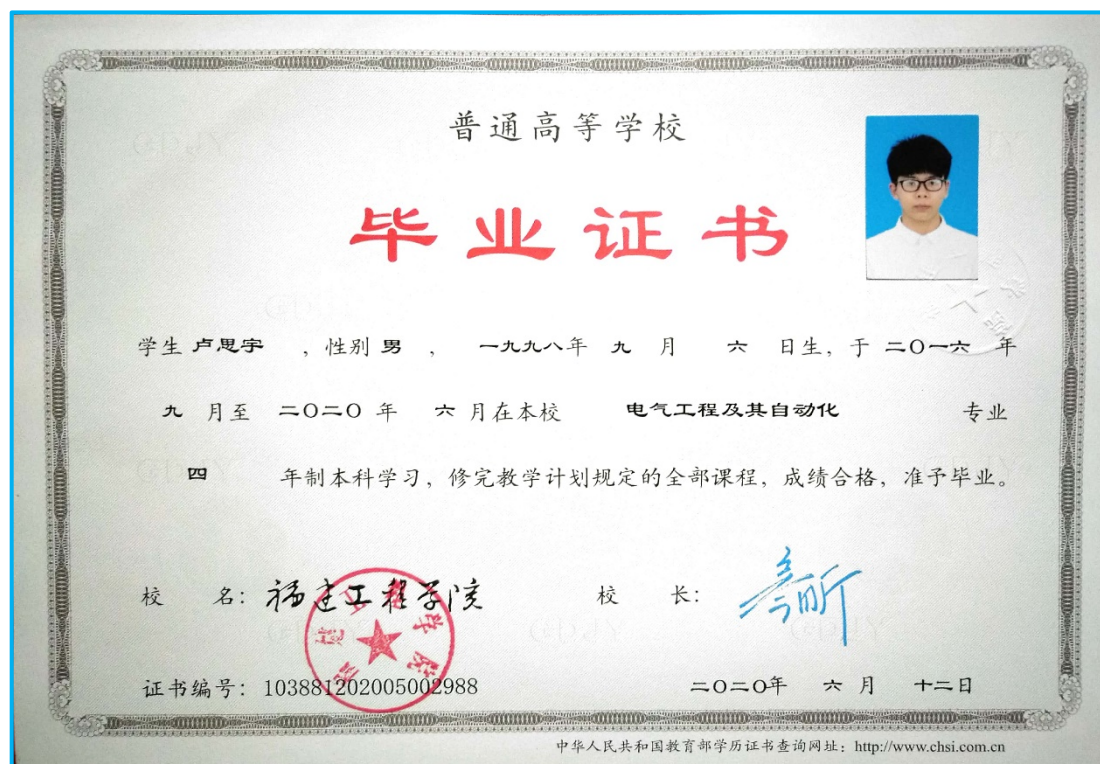 普通高等学校
毕业证书
学生 卢思宇 ，性别 男 ， 一九九八年 九 月 六 日生，于 二〇一六 年
九 月至 二〇二〇 年 六 月在本校 电气工程及其自动化 专业
四 年制本科学习，修完教学计划规定的全部课程，成绩合格，准予毕业。
校 名：福建工程学院 校 长：
福建工程学院
证书编号：103881202005002988 二〇二〇年 六 月 十二日
中华人民共和国教育部学历证书查询网址：http://www.chsi.com.cn